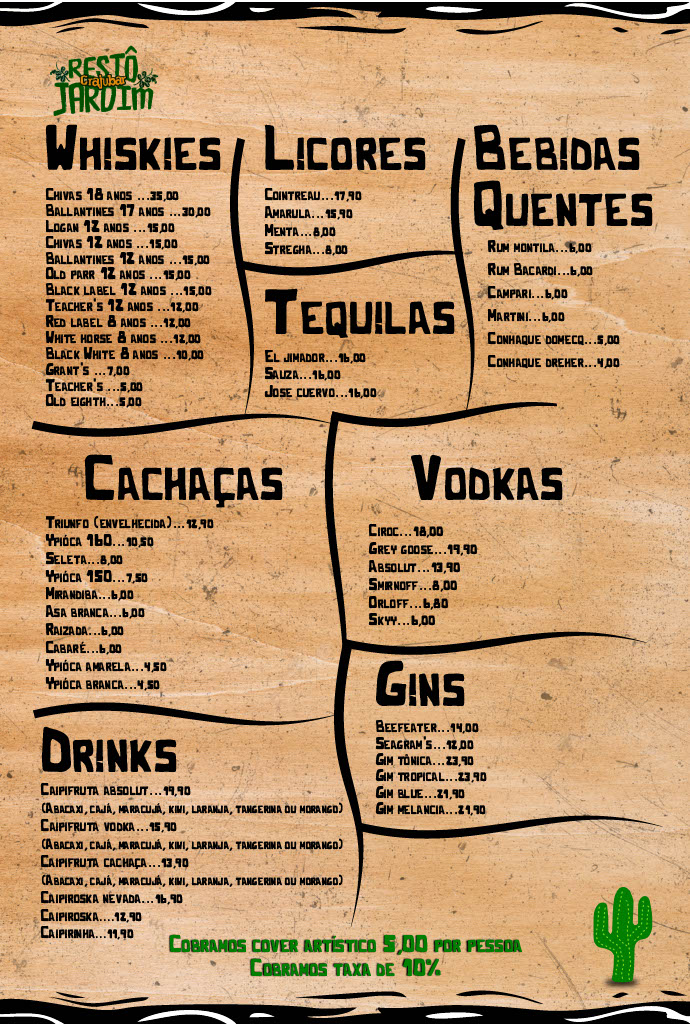 RESTÔ
Grajubar
JARDIM
Whiskies
Chivas 18 anos ...35,00
Ballantines 17 anos ...30,00
Logan 12 anos ...15,00
Chivas 12 anos ...15,00
Ballantines 12 anos ...15,00
Old parr 12 anos ...15,00
Black label 12 anos ...15,00
Teacher's 12 anos ...12,00
Red label 8 anos ...12,00
White horse 8 anos ...12,00
Black White 8 anos ...10,00
Grant's ...7,00
Teacher's ...5,00
Old eighth...5,00
Licores
Cointreau...17,90
Amarula...15,90
Menta...8,00
Stregha...8,00
Tequilas
El jimador...16,00
Sauza...16,00
Jose cuervo...16,00
Bebidas
Quentes
Rum montila...6,00
Rum Bacardi...6,00
Campari...6,00
Martini...6,00
Conhaque domecq...5,00
Conhaque dreher...4,00
Cachaças
Triunfo (envelhecida)...12,90
Ypióca 160...10,50
Seleta...8,00
Ypióca 150...7,50
Mirandiba...6,00
Asa branca...6,00
Raizada...6,00
Cabaré...6,00
Ypióca amarela...4,50
Ypióca branca...4,50
Vodkas
Ciroc...18,00
Grey goose...19,90
Absolut...13,90
Smirnoff...8,00
Orloff...6,80
Skyy...6,00
Gins
Beefeater...14,00
Seagram's...12,00
Gim tônica...23,90
Gim tropical...23,90
Gim blue...21,90
Gim melancia...21,90
Drinks
Caipifruta absolut...19,90
(Abacaxi, cajá, maracujá, kiwi, laranja, tangerina ou morango)
Caipifruta vodka...15,90
(Abacaxi, cajá, maracujá, kiwi, laranja, tangerina ou morango)
Caipifruta cachaça...13,90
(Abacaxi, cajá, maracujá, kiwi, laranja, tangerina ou morango)
Caipiroska nevada...16,90
Caipiroska....12,90
Caipirinha...11,90
Cobramos cover artístico 5,00 por pessoa
Cobramos taxa de 10%